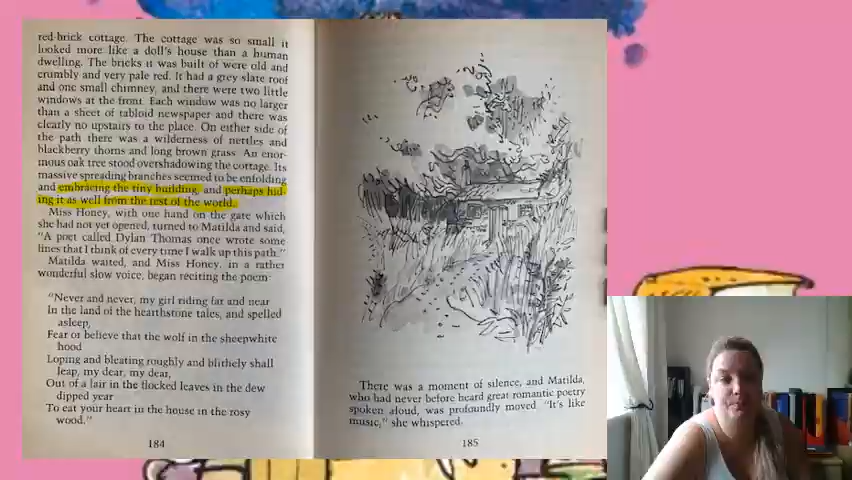 red-brick cottage. The cottage was so small it
looked more like a doll's house than a human
dwelling. The bricks it was built of were old and
crumbly and very pale red. It had a grey slate roof
and one small chimney, and there were two little
windows at the front. Each window was no larger
than a sheet of tabloid newspaper and there was
clearly no upstairs to the place. On either side of
the path there was a wilderness of nettles and
blackberry thorns and long brown grass. An enor-
mous oak tree stood overshadowing the cottage. Its
massive spreading branches seemed to be enfolding
and embracing the tiny building, and perhaps hid-
ing it as well from the rest of the world.
Miss Honey, with one hand on the gate which
she had not yet opened, turned to Matilda and said,
"A poet called Dylan Thomas once wrote some
lines that I think of every time I walk up this path."
Matilda waited, and Miss Honey, in a rather
wonderful slow voice, began reciting the poem:
"Never and never, my girl riding far and near
In the land of the hearthstone tales, and spelled
asleep,
Fear or believe that the wolf in the sheepwhite
hood
Loping and bleating roughly and blithely shall
leap, my dear, my dear,
Out of a lair in the flocked leaves in the dew
dipped year
To eat your heart in the house in the rosy
wood."
184
There was a moment of silence, and Matilda,
who had never before heard great romantic poetry
spoken aloud, was profoundly moved. "It's like
music," she whispered.
185